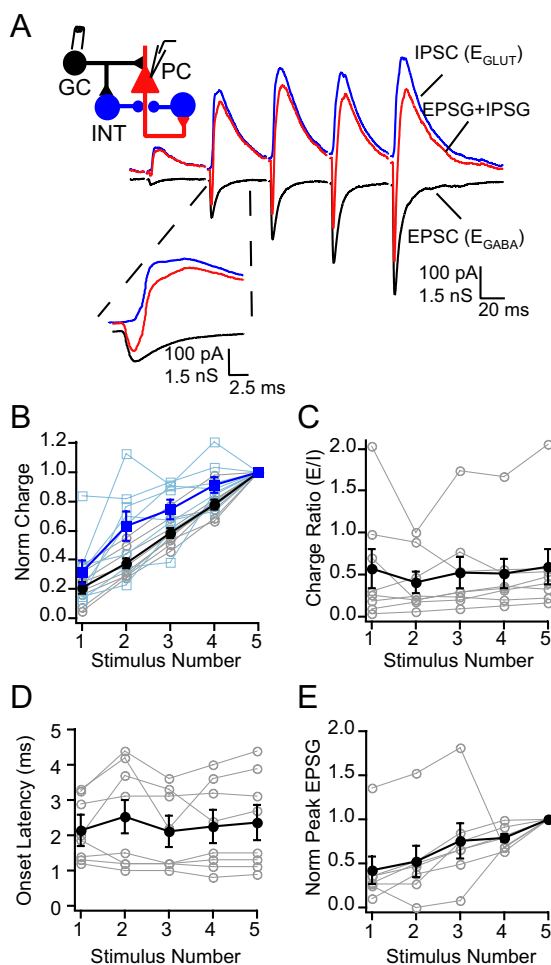 A
GC
PC
INT
IPSC (E_GLUT)
EPSG+IPSG
EPSC (E_GABA)
100 pA
1.5 nS
20 ms
100 pA
1.5 nS
2.5 ms
B
Norm Charge
1.2
1.0
0.8
0.6
0.4
0.2
0.0
1 2 3 4 5
Stimulus Number
C
Charge Ratio (E/I)
2.0
1.5
1.0
0.5
0.0
1 2 3 4 5
Stimulus Number
D
Onset Latency (ms)
5
4
3
2
1
0
1 2 3 4 5
Stimulus Number
E
Norm Peak EPSG
2.0
1.5
1.0
0.5
0.0
1 2 3 4 5
Stimulus Number